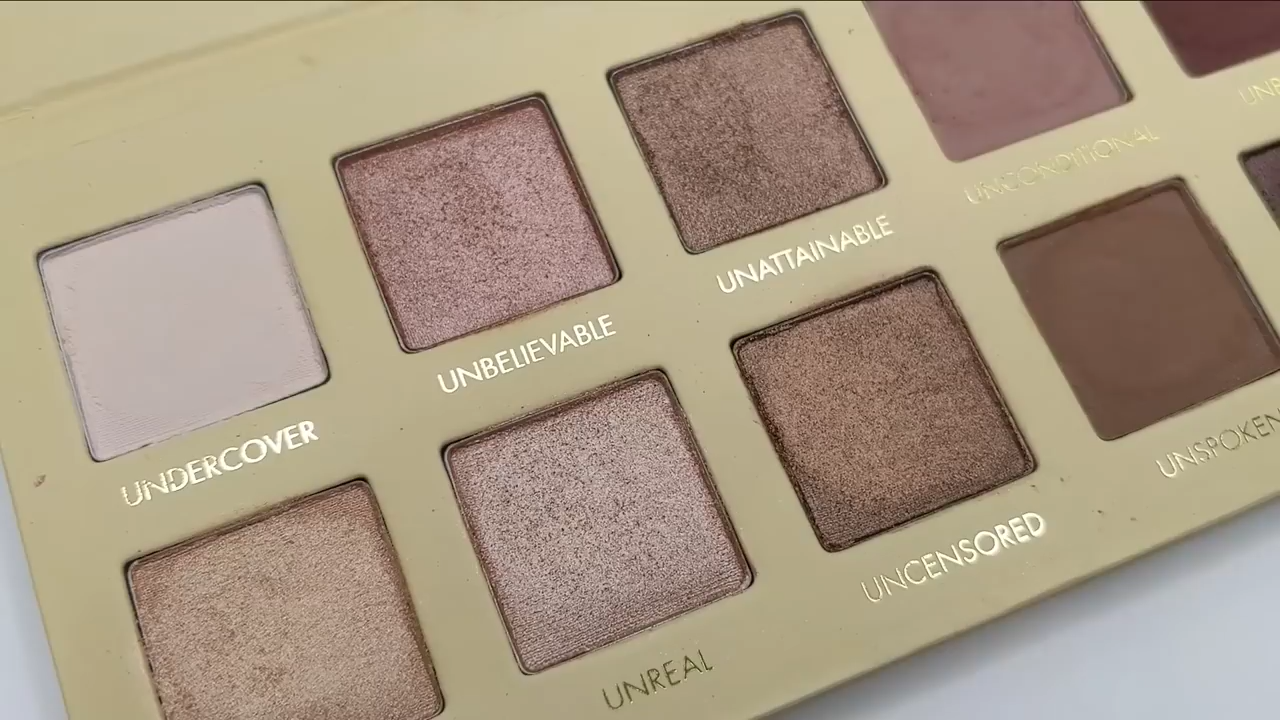 UNDERCOVER
UNBELIEVABLE
UNATTAINABLE
UNCONDITIONAL
UNREAL
UNCENSORED
UNSPOKEN